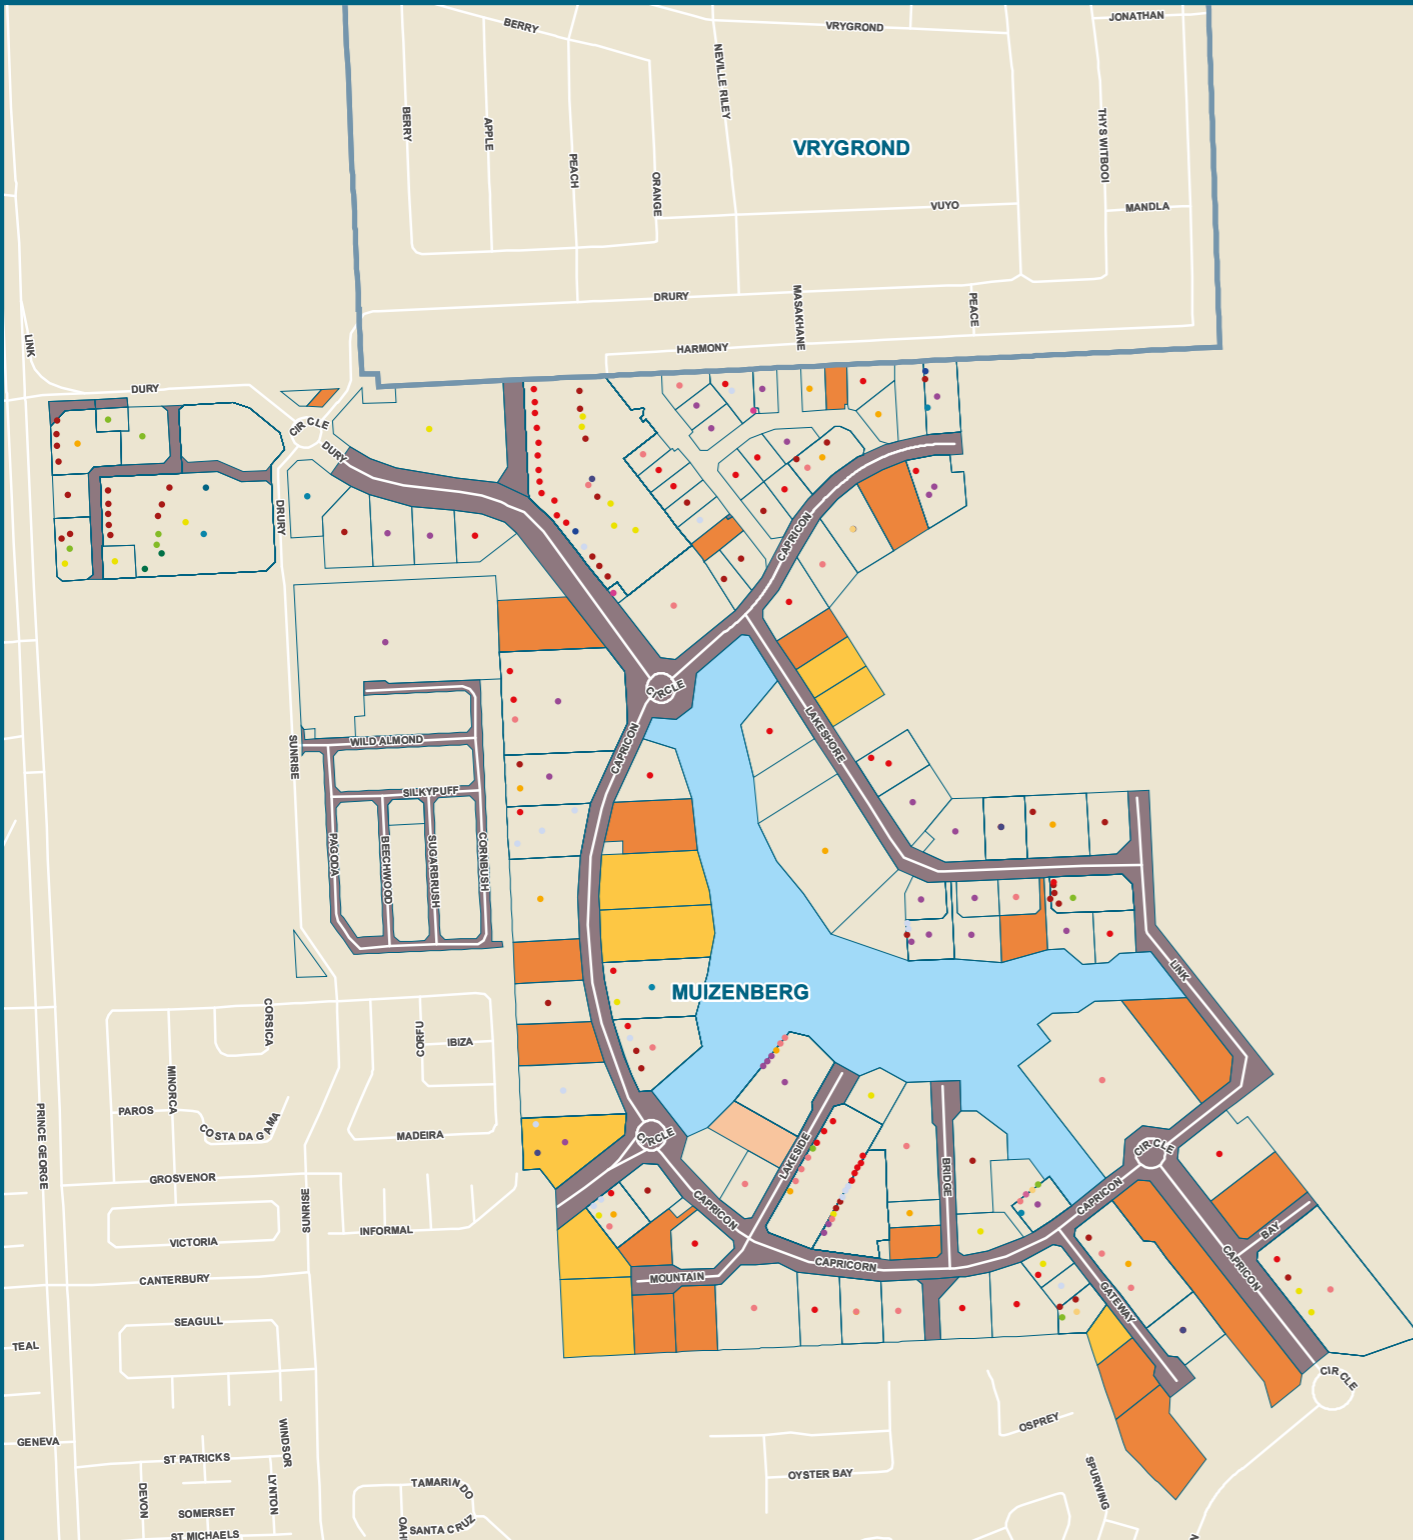 JONATHAN
BERRY
VRYGROND
NEVILLE RILEY
BERRY
APPLE
PEACH
ORANGE
THYS WITBOOI
VRYGROND
VUYO
MANDLA
DRURY
MASAKHANE
PEACE
HARMONY
LINK
DURY
CIRCLE
DURY
DRURY
CAPRICON
CIRCLE
CAPRICON
LAKESHORE
SUNRISE
WILD ALMOND
SILKYPUFF
PAGODA
BEECHWOOD
SUGARBRUSH
CORNBUSH
LINK
MUIZENBERG
CORSICA
CORFU
IBIZA
MINORCA
PAROS
COSTA DA GAMA
MADEIRA
PRINCE GEORGE
CIRCLE
LAKESIDE
BRIDGE
CIRCLE
GROSVENOR
CAPRICON
CAPRICON
SUNRISE
INFORMAL
VICTORIA
BAY
CAPRICON
CANTERBURY
MOUNTAIN
CAPRICORN
GATEWAY
SEAGULL
TEAL
CIRCLE
OSPREY
GENEVA
WINDSOR
ST PATRICKS
OYSTER BAY
SPURWING
DEVON
LYNTON
TAMARINDO
SOMERSET
SANTA CRUZ
ST MICHAELS